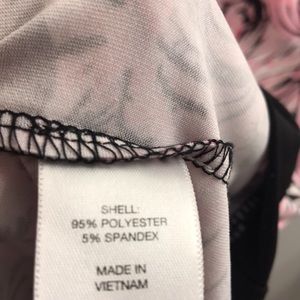 SHELL:
95% POLYESTER
5% SPANDEX
MADE IN
VIETNAM